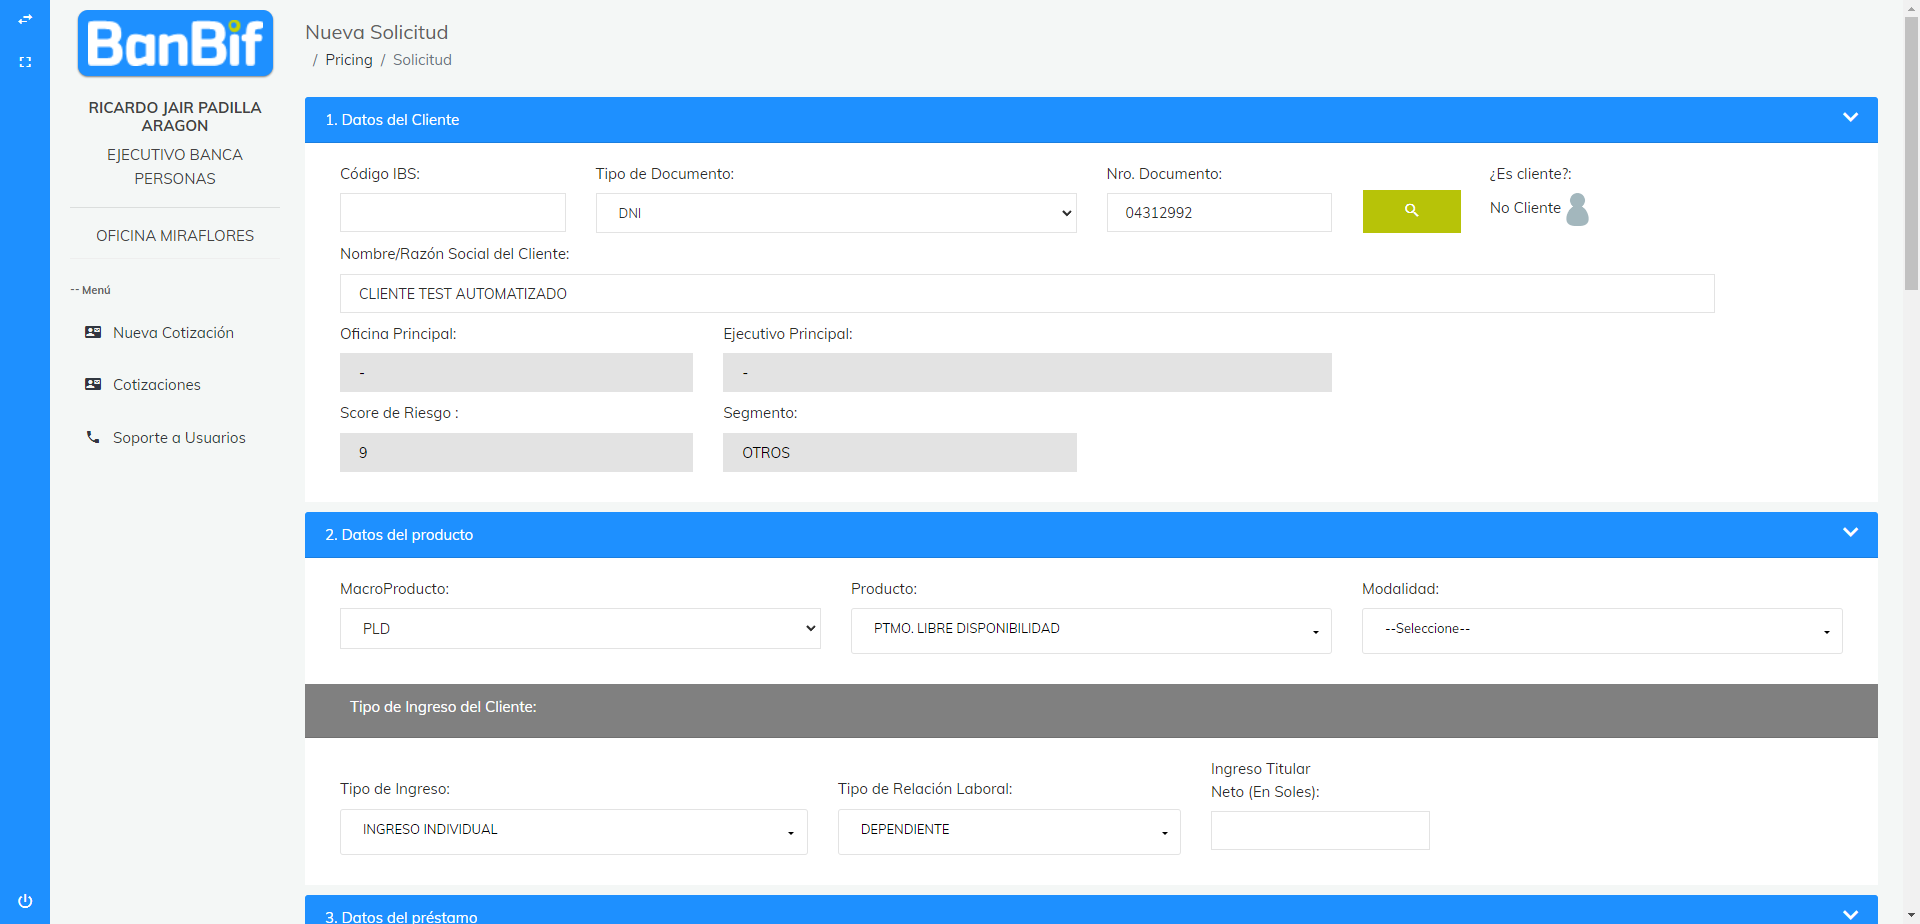 BanBif
RICARDO JAIR PADILLA
ARAGON
EJECUTIVO BANCA
PERSONAS
OFICINA MIRAFLORES
-- Menú
Nueva Cotización
Cotizaciones
Soporte a Usuarios
Nueva Solicitud
/ Pricing / Solicitud
1. Datos del Cliente
Código IBS:
Tipo de Documento:
DNI
Nro. Documento:
04312992
¿Es cliente?:
No Cliente
Nombre/Razón Social del Cliente:
CLIENTE TEST AUTOMATIZADO
Oficina Principal:
-
Ejecutivo Principal:
-
Score de Riesgo :
9
Segmento:
OTROS
2. Datos del producto
MacroProducto:
PLD
Producto:
PTMO. LIBRE DISPONIBILIDAD
Modalidad:
--Seleccione--
Tipo de Ingreso del Cliente:
Tipo de Ingreso:
INGRESO INDIVIDUAL
Tipo de Relación Laboral:
DEPENDIENTE
Ingreso Titular
Neto (En Soles):
3. Datos del préstamo